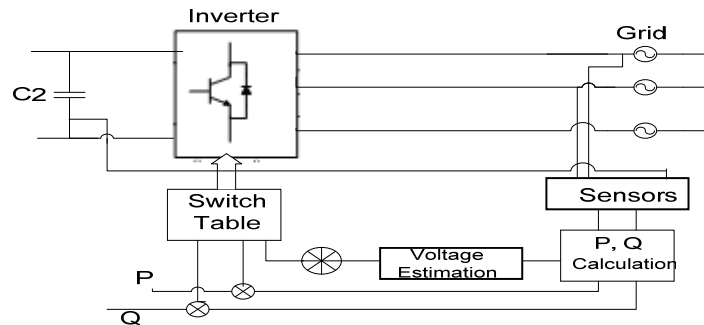 Inverter
Grid
C2
Sensors
Switch
Table
Voltage
Estimation
P, Q
Calculation
P
Q